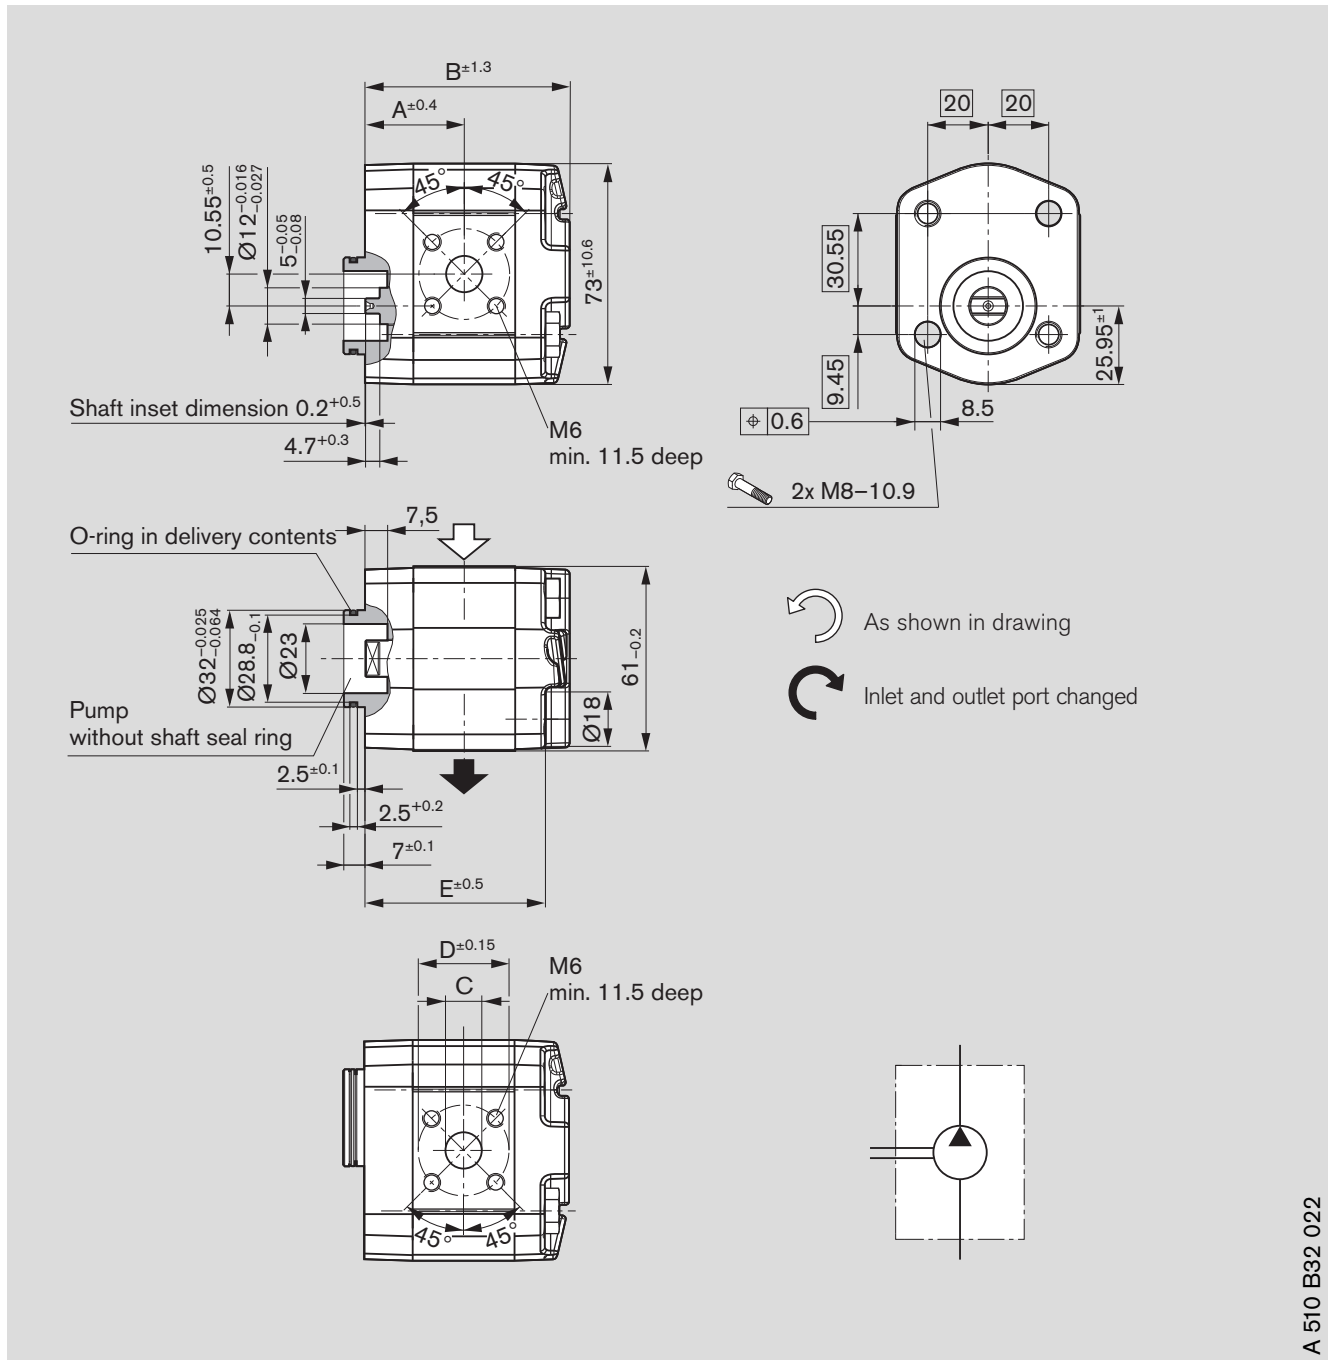 B±1.3
A±0.4
20
20
45°
45°
10.55±0.5
Ø12−0.016 −0.027
5−0.05 −0.08
73±10.6
30.55
9.45
25.95±1
Shaft inset dimension 0.2+0.5
4.7+0.3
M6
min. 11.5 deep
8.5
⌖ 0.6
2x M8–10.9
7,5
O-ring in delivery contents
Ø32−0.025 −0.064
Ø28.8−0.1
Ø23
61−0.2
Ø18
As shown in drawing
Inlet and outlet port changed
Pump
without shaft seal ring
2.5±0.1
2.5+0.2
7±0.1
E±0.5
D±0.15
C
M6
min. 11.5 deep
45°
45°
A 510 B32 022